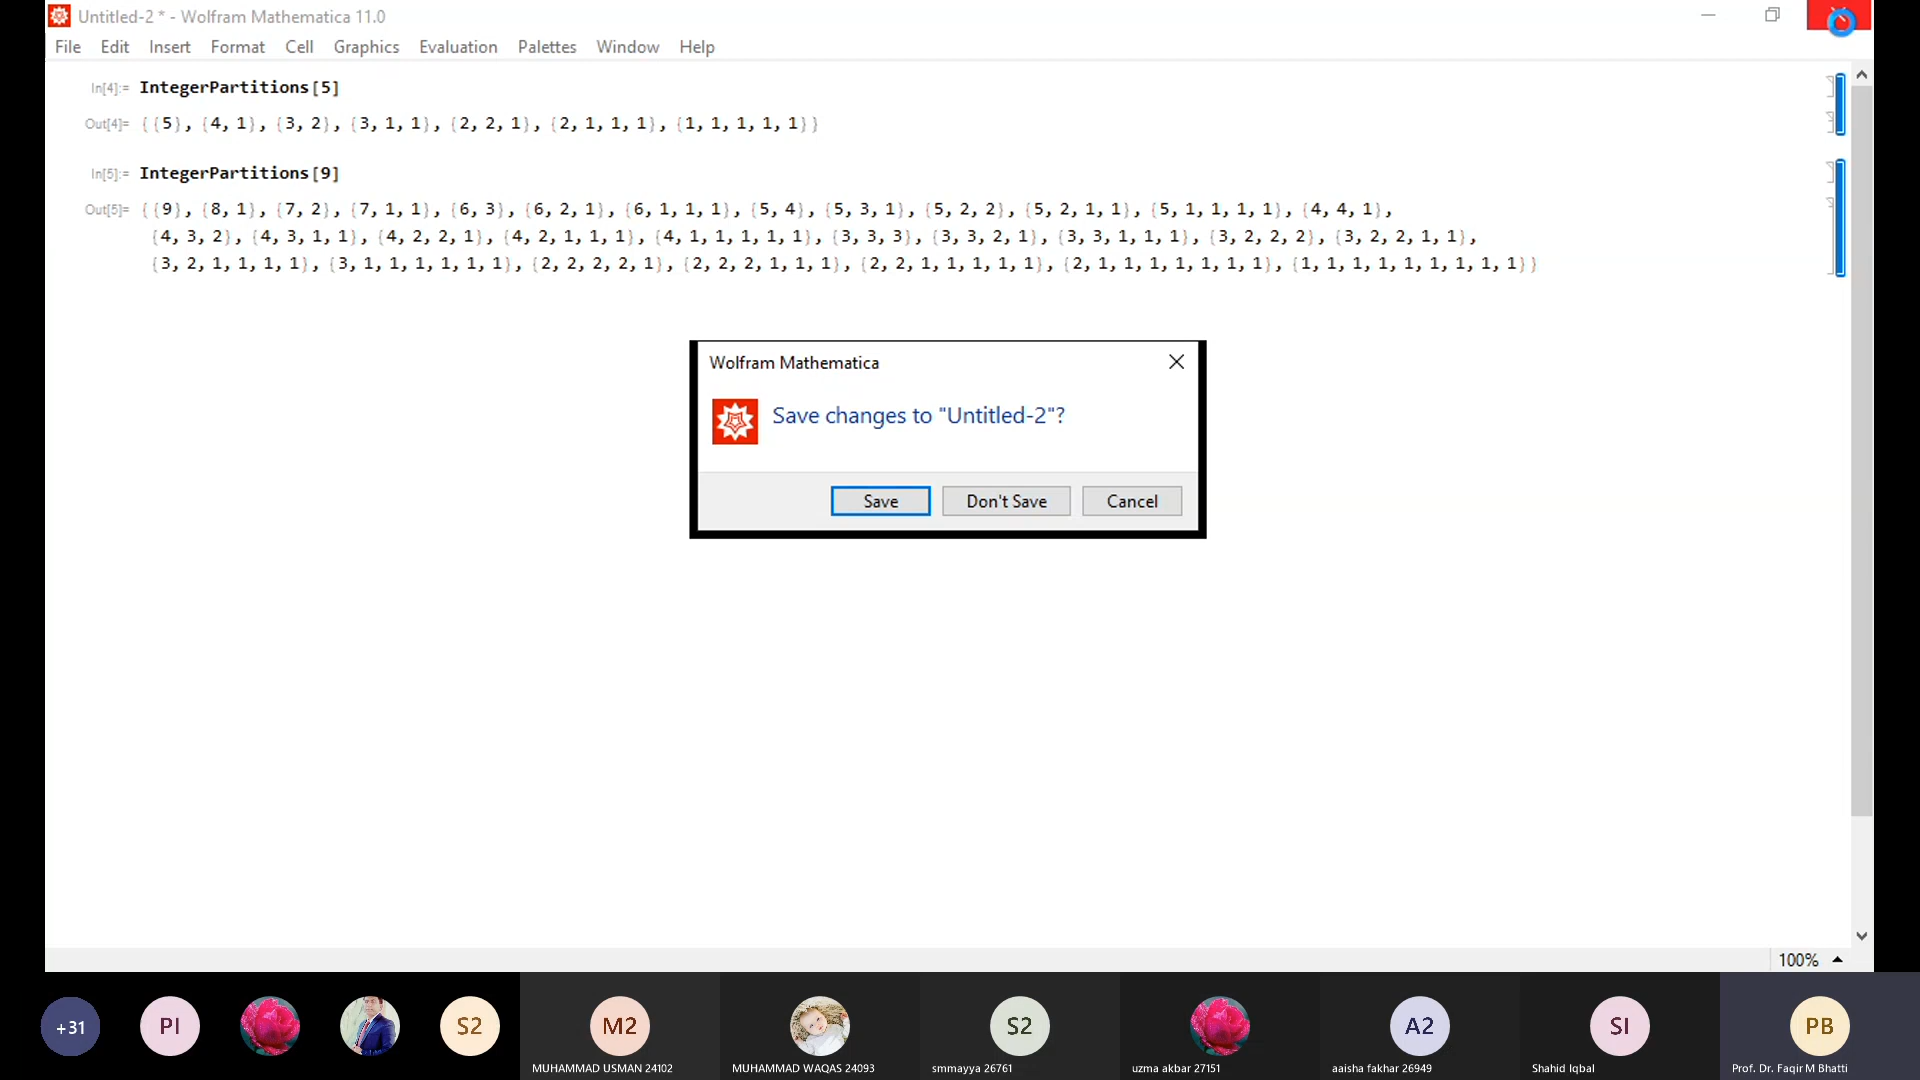 Untitled-2 * - Wolfram Mathematica 11.0
File Edit Insert Format Cell Graphics Evaluation Palettes Window Help
In[4]:= IntegerPartitions[5]
Out[4]= {{5}, {4, 1}, {3, 2}, {3, 1, 1}, {2, 2, 1}, {2, 1, 1, 1}, {1, 1, 1, 1, 1}}
In[5]:= IntegerPartitions[9]
Out[5]= {{9}, {8, 1}, {7, 2}, {7, 1, 1}, {6, 3}, {6, 2, 1}, {6, 1, 1, 1}, {5, 4}, {5, 3, 1}, {5, 2, 2}, {5, 2, 1, 1}, {5, 1, 1, 1, 1}, {4, 4, 1},
{4, 3, 2}, {4, 3, 1, 1}, {4, 2, 2, 1}, {4, 2, 1, 1, 1}, {4, 1, 1, 1, 1, 1}, {3, 3, 3}, {3, 3, 2, 1}, {3, 3, 1, 1, 1}, {3, 2, 2, 2}, {3, 2, 2, 1, 1},
{3, 2, 1, 1, 1, 1}, {3, 1, 1, 1, 1, 1, 1}, {2, 2, 2, 2, 1}, {2, 2, 2, 1, 1, 1}, {2, 2, 1, 1, 1, 1, 1}, {2, 1, 1, 1, 1, 1, 1, 1}, {1, 1, 1, 1, 1, 1, 1, 1, 1}}
Wolfram Mathematica
Save changes to "Untitled-2"?
Save Don't Save Cancel
100%
+31 PI S2 M2 S2 A2 SI PB
MUHAMMAD USMAN 24102 MUHAMMAD WAQAS 24093 smmayya 26761 uzma akbar 27151 aaisha fakhar 26949 Shahid Iqbal Prof. Dr. Faqir M Bhatti